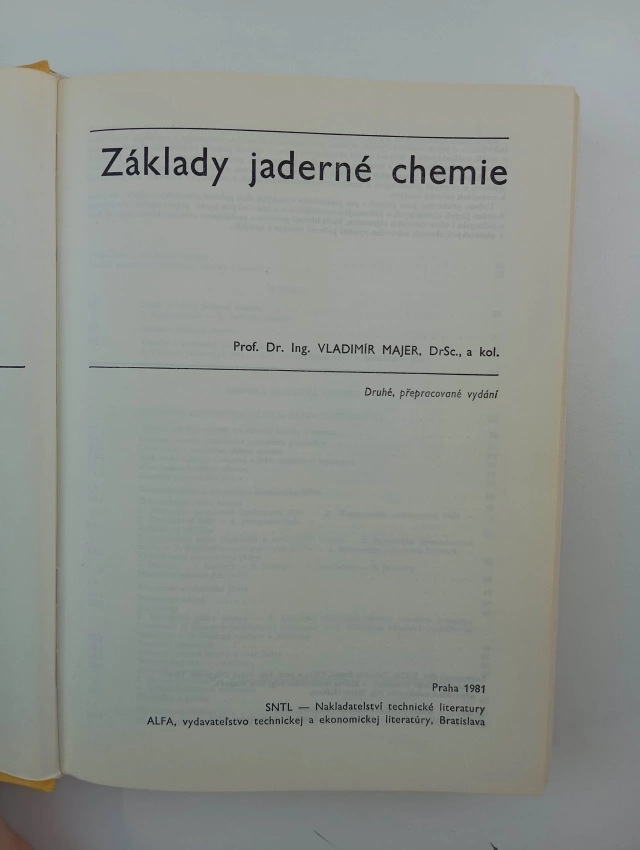 Základy jaderné chemie
Prof. Dr. Ing. VLADIMÍR MAJER, DrSc., a kol.
Druhé, přepracované vydání
Praha 1981
SNTL — Nakladatelství technické literatury
ALFA, vydavateľstvo technickej a ekonomickej literatúry, Bratislava